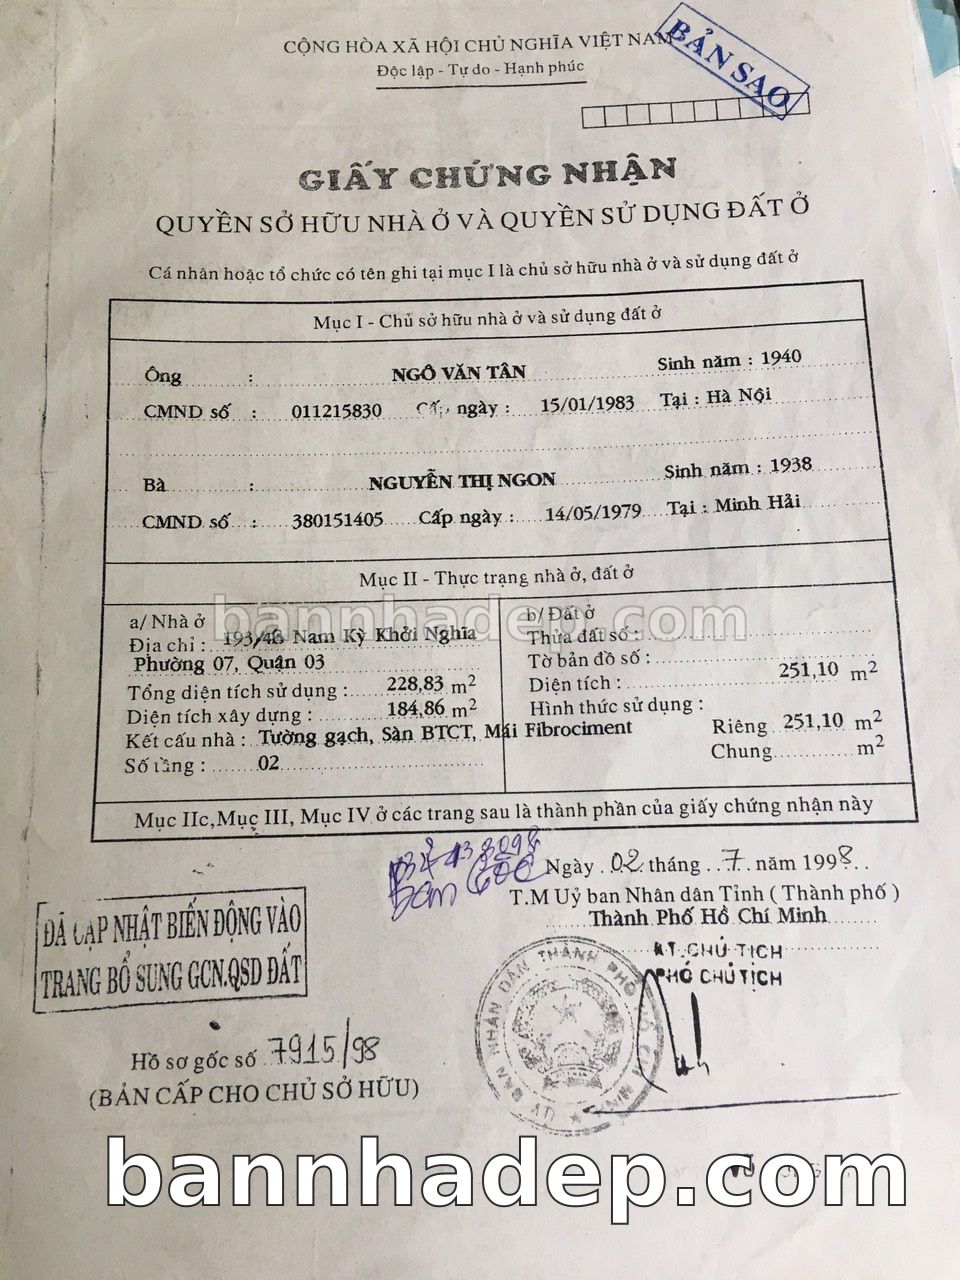 CỘNG HÒA XÃ HỘI CHỦ NGHĨA VIỆT NAM
BẢN SAO
Độc lập - Tự do - Hạnh phúc
GIẤY CHỨNG NHẬN
QUYỀN SỞ HỮU NHÀ Ở VÀ QUYỀN SỬ DỤNG ĐẤT Ở
Cá nhân hoặc tổ chức có tên ghi tại mục I là chủ sở hữu nhà ở và sử dụng đất ở
Mục I - Chủ sở hữu nhà ở và sử dụng đất ở
Ông : NGÔ VĂN TÂN Sinh năm : 1940
CMND số : 011215830 Cấp ngày : 15/01/1983 Tại : Hà Nội
Bà : NGUYỄN THỊ NGON Sinh năm : 1938
CMND số : 380151405 Cấp ngày : 14/05/1979 Tại : Minh Hải
Mục II - Thực trạng nhà ở, đất ở
bannhadep.com
a/ Nhà ở
Địa chỉ : 193/48 Nam Kỳ Khởi Nghĩa
Phường 07, Quận 03
Tổng diện tích sử dụng : 228,83 m2
Diện tích xây dựng : 184,86 m2
Kết cấu nhà : Tường gạch, Sàn BTCT, Mái Fibrociment
Số tầng : 02
b/ Đất ở
Thửa đất số :
Tờ bản đồ số :
Diện tích : 251,10 m2
Hình thức sử dụng :
Riêng 251,10 m2
Chung m2
Mục IIc, Mục III, Mục IV ở các trang sau là thành phần của giấy chứng nhận này
Ngày 02 tháng 7 năm 1998
T.M Uỷ ban Nhân dân Tỉnh ( Thành phố )
Thành Phố Hồ Chí Minh
KT. CHỦ TỊCH
PHÓ CHỦ TỊCH
ĐÃ CẬP NHẬT BIẾN ĐỘNG VÀO
TRANG BỔ SUNG GCN.QSD ĐẤT
Hồ sơ gốc số 7915/98
(BẢN CẤP CHO CHỦ SỞ HỮU)
bannhadep.com